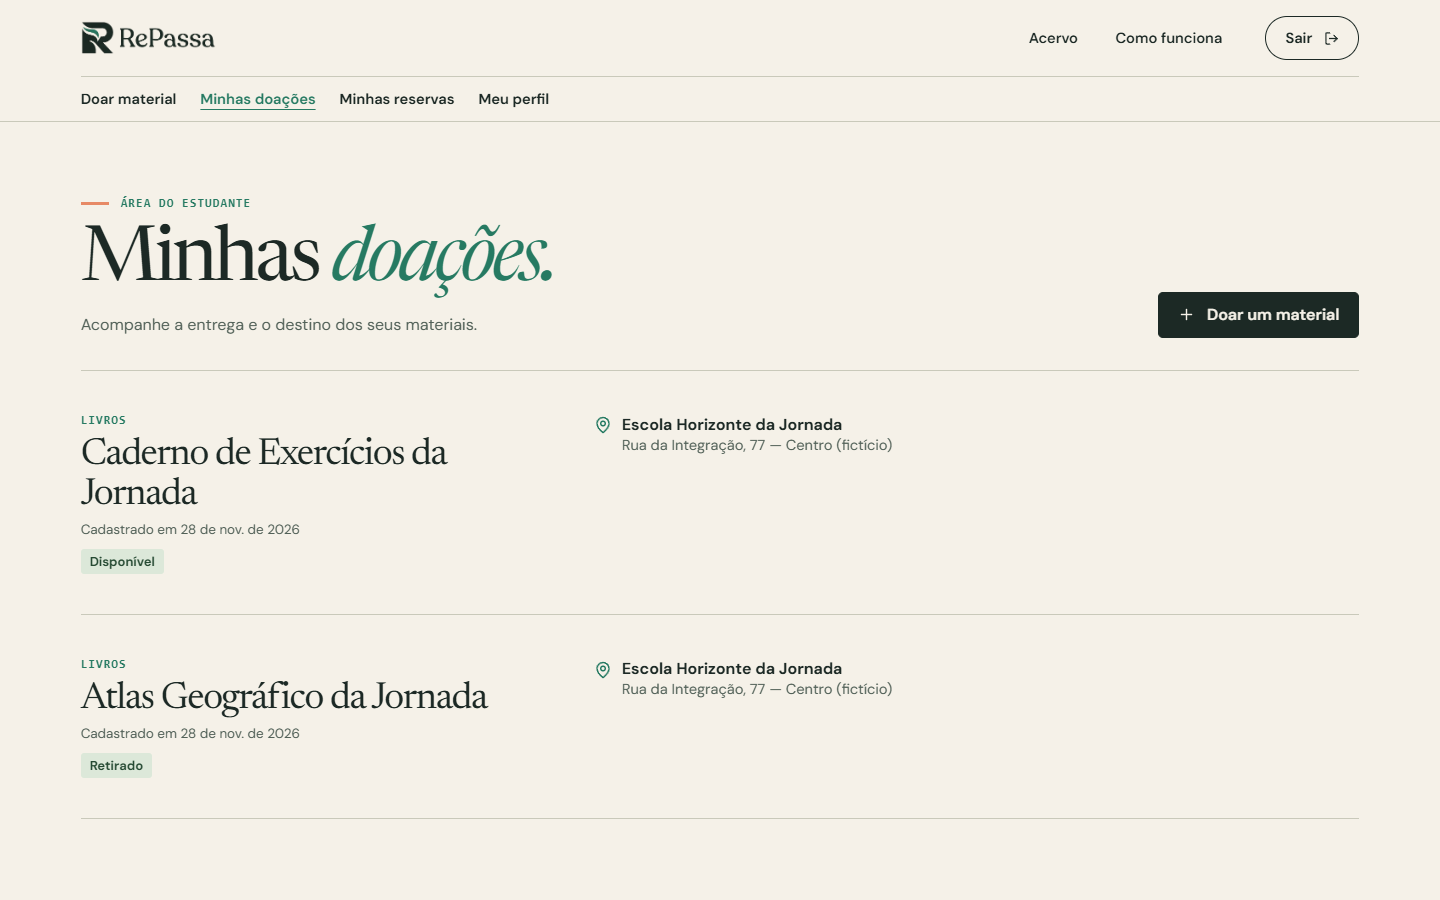 RePassa
Acervo
Como funciona
Sair
Doar material
Minhas doações
Minhas reservas
Meu perfil
ÁREA DO ESTUDANTE
Minhas doações.
Acompanhe a entrega e o destino dos seus materiais.
Doar um material
LIVROS
Caderno de Exercícios da
Jornada
Cadastrado em 28 de nov. de 2026
Disponível
Escola Horizonte da Jornada
Rua da Integração, 77 — Centro (fictício)
LIVROS
Atlas Geográfico da Jornada
Cadastrado em 28 de nov. de 2026
Retirado
Escola Horizonte da Jornada
Rua da Integração, 77 — Centro (fictício)